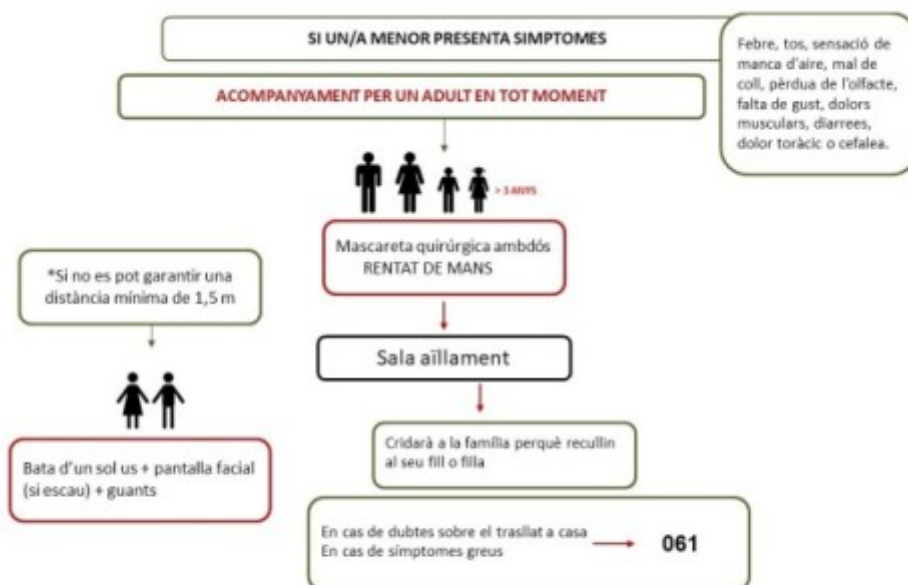 SI UN/A MENOR PRESENTA SIMPTOMES
Febre, tos, sensació de
manca d'aire, mal de
coll, pèrdua de l'olfacte,
falta de gust, dolors
musculars, diarrees,
dolor toràcic o cefalea.
ACOMPANYAMENT PER UN ADULT EN TOT MOMENT
> 3 ANYS
Mascareta quirúrgica ambdós
RENTAT DE MANS
*Si no es pot garantir una
distància mínima de 1,5 m
Sala aïllament
Bata d'un sol us + pantalla facial
(si escau) + guants
Cridarà a la família perquè recullin
al seu fill o filla
En cas de dubtes sobre el trasllat a casa
En cas de símptomes greus
061